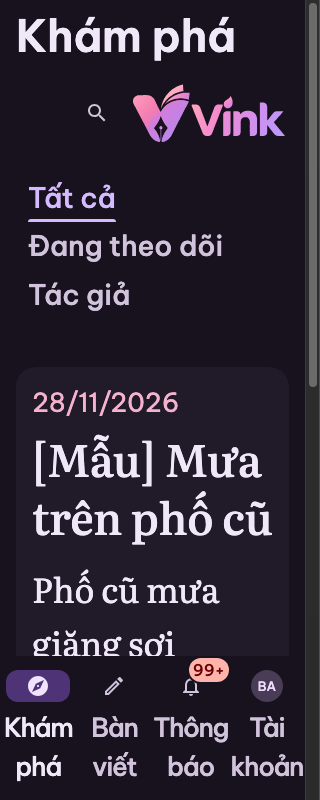 Khám phá
Vink
Tất cả
Đang theo dõi
Tác giả
28/11/2026
[Mẫu] Mưa
trên phố cũ
Phố cũ mưa
giăng sợi
99+
BA
Khám phá
Bàn viết
Thông báo
Tài khoản